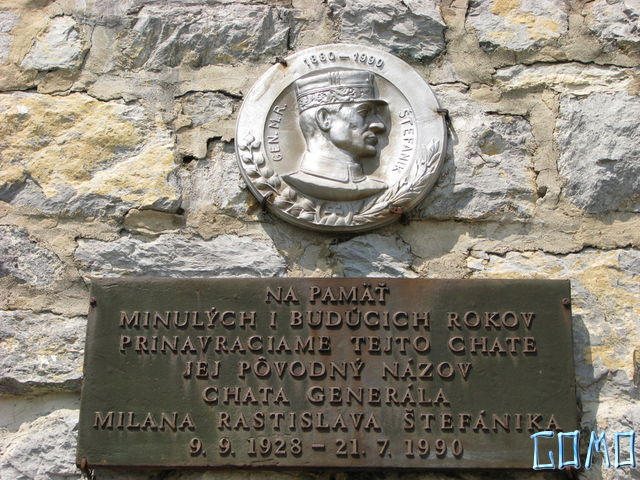 1880-1990
GEN. M.R. ŠTEFÁNIK
NA PAMÄŤ
MINULÝCH I BUDÚCICH ROKOV
PRINAVRACIAME TEJTO CHATE
JEJ PÔVODNÝ NÁZOV
CHATA GENERÁLA
MILANA RASTISLAVA ŠTEFÁNIKA
9. 9. 1928 – 21. 7. 1990
GOMO